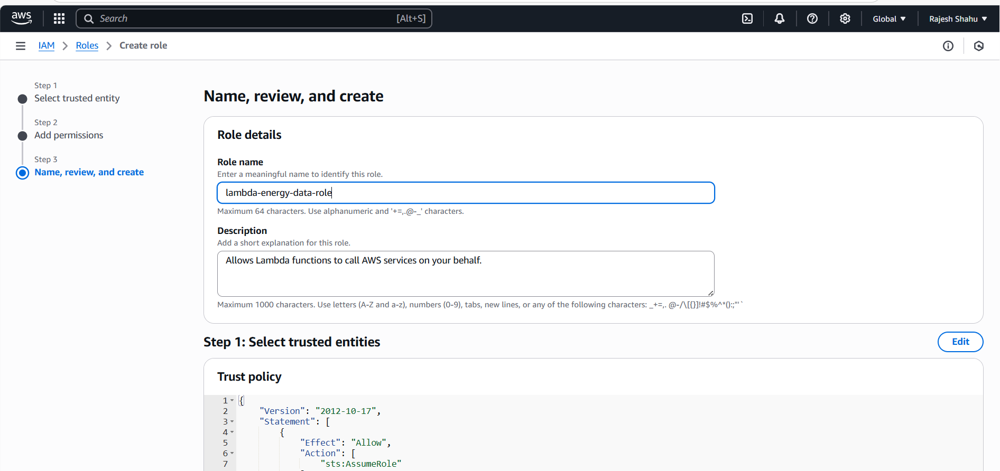 aws
Search [Alt+S]
Global
Rajesh Shahu
IAM
Roles
Create role
Step 1
Select trusted entity
Step 2
Add permissions
Step 3
Name, review, and create
Name, review, and create
Role details
Role name
Enter a meaningful name to identify this role.
lambda-energy-data-role
Maximum 64 characters. Use alphanumeric and '+=,.@-_' characters.
Description
Add a short explanation for this role.
Allows Lambda functions to call AWS services on your behalf.
Maximum 1000 characters. Use letters (A-Z and a-z), numbers (0-9), tabs, new lines, or any of the following characters: _+=,. @-/\[{}]!#$%^*();:"'`
Step 1: Select trusted entities
Edit
Trust policy
1 {
2 "Version": "2012-10-17",
3 "Statement": [
4 {
5 "Effect": "Allow",
6 "Action": [
7 "sts:AssumeRole"